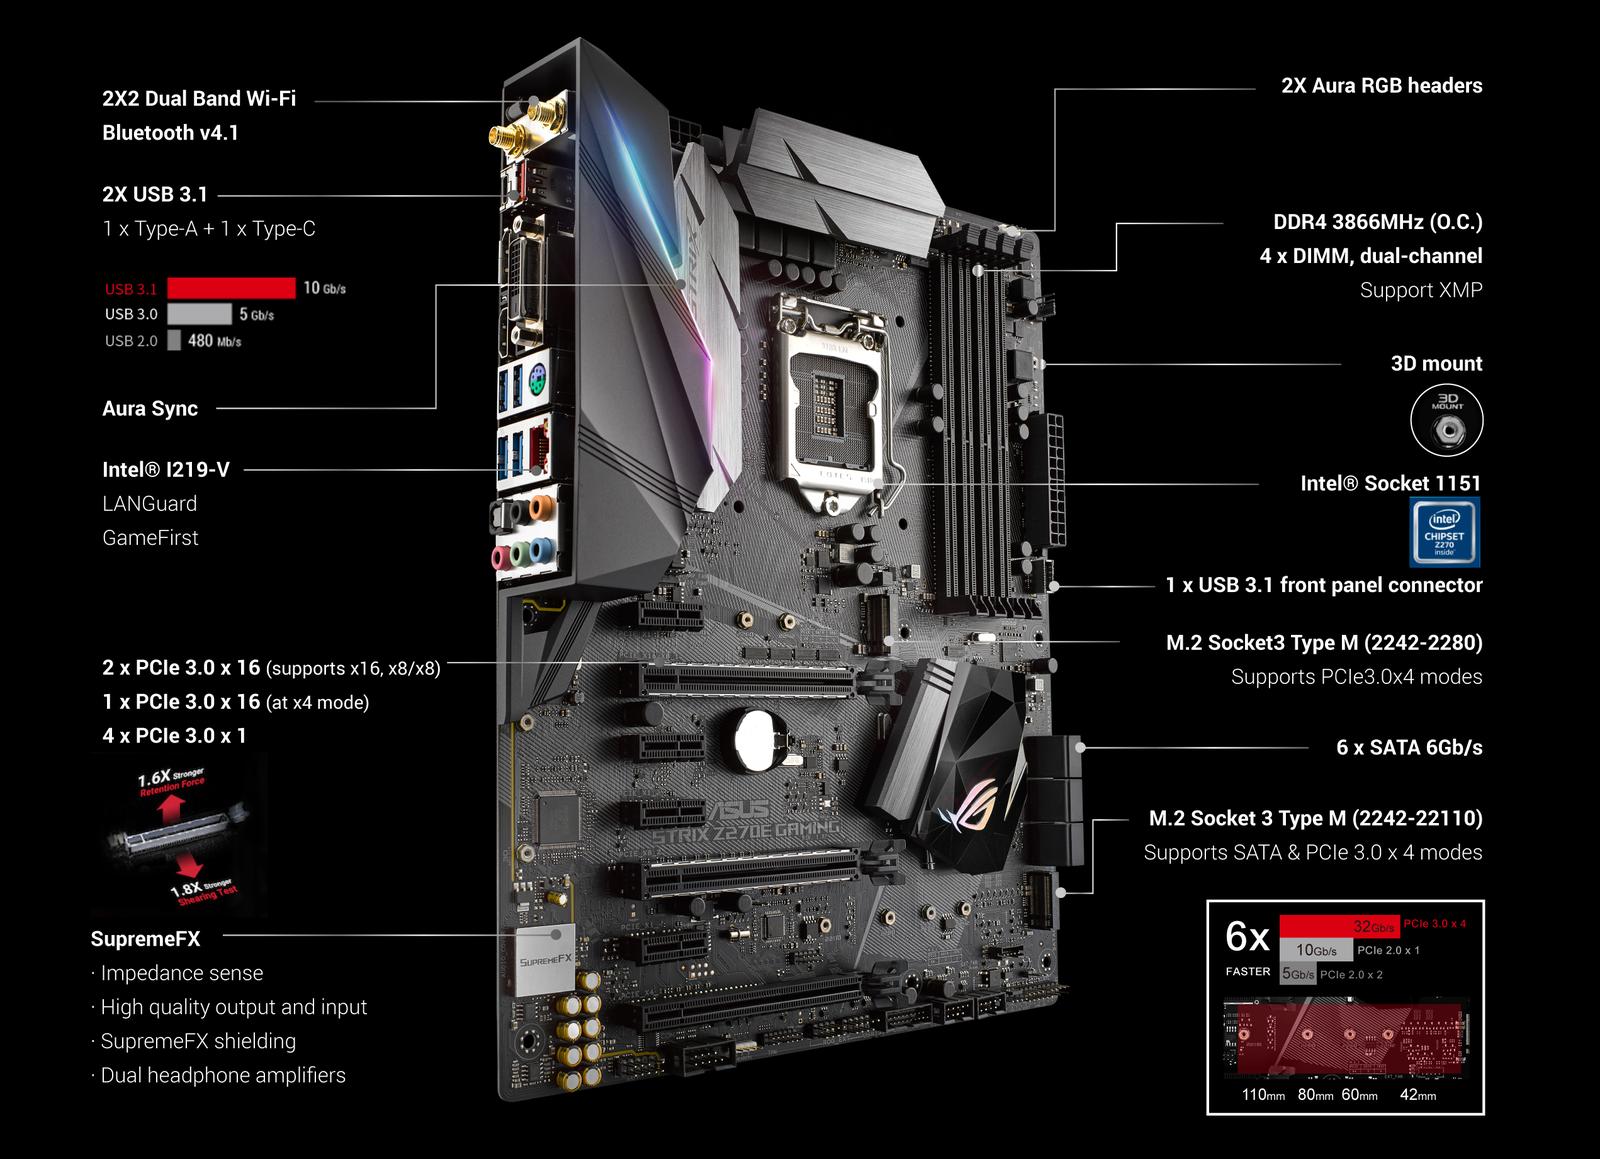 2X2 Dual Band Wi-Fi
Bluetooth v4.1
2X USB 3.1
1 x Type-A + 1 x Type-C
USB 3.1 10 Gb/s
USB 3.0 5 Gb/s
USB 2.0 480 Mb/s
Aura Sync
Intel® I219-V
LANGuard
GameFirst
2 x PCIe 3.0 x 16 (supports x16, x8/x8)
1 x PCIe 3.0 x 16 (at x4 mode)
4 x PCIe 3.0 x 1
1.6X Stronger
Retention Force
1.8X Stronger
Shearing Test
SupremeFX
· Impedance sense
· High quality output and input
· SupremeFX shielding
· Dual headphone amplifiers
STRIX
ASUS
STRIX Z270E GAMING
SUPREMEFX
2X Aura RGB headers
DDR4 3866MHz (O.C.)
4 x DIMM, dual-channel
Support XMP
3D mount
3D
MOUNT
Intel® Socket 1151
intel
CHIPSET
Z270
inside
1 x USB 3.1 front panel connector
M.2 Socket3 Type M (2242-2280)
Supports PCIe3.0x4 modes
6 x SATA 6Gb/s
M.2 Socket 3 Type M (2242-22110)
Supports SATA & PCIe 3.0 x 4 modes
6x
FASTER
32Gb/s PCIe 3.0 x 4
10Gb/s PCIe 2.0 x 1
5Gb/s PCIe 2.0 x 2
110mm 80mm 60mm 42mm